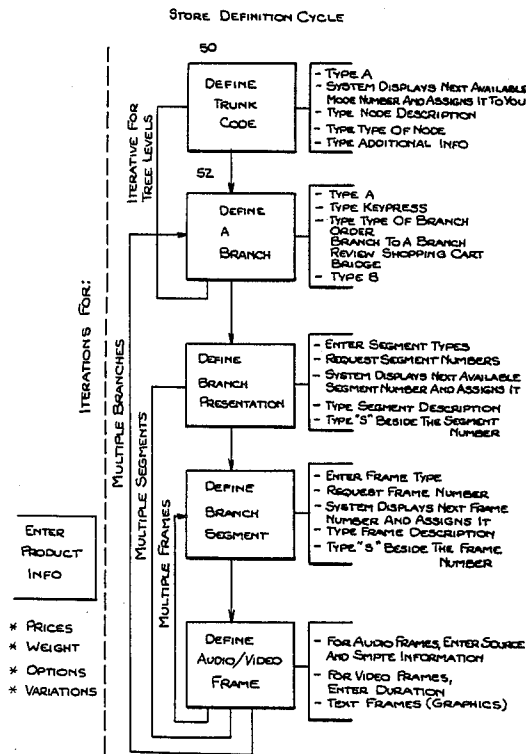 STORE DEFINITION CYCLE
50
DEFINE
TRUNK
CODE
- TYPE A
- SYSTEM DISPLAYS NEXT AVAILABLE
MODE NUMBER AND ASSIGNS IT TO YOU
- TYPE NODE DESCRIPTION
- TYPE TYPE OF NODE
- TYPE ADDITIONAL INFO
ITERATIVE FOR
TREE LEVELS
52
DEFINE
A
BRANCH
- TYPE A
- TYPE KEYPRESS
- TYPE TYPE OF BRANCH
ORDER
BRANCH TO A BRANCH
REVIEW SHOPPING CART
BRIDGE
- TYPE B
ITERATIONS FOR:
MULTIPLE BRANCHES
MULTIPLE SEGMENTS
MULTIPLE FRAMES
DEFINE
BRANCH
PRESENTATION
- ENTER SEGMENT TYPES
- REQUEST SEGMENT NUMBERS
- SYSTEM DISPLAYS NEXT AVAILABLE
SEGMENT NUMBER AND ASSIGNS IT
- TYPE SEGMENT DESCRIPTION
- TYPE "S" BESIDE THE SEGMENT
NUMBER
DEFINE
BRANCH
SEGMENT
- ENTER FRAME TYPE
- REQUEST FRAME NUMBER
- SYSTEM DISPLAYS NEXT FRAME
NUMBER AND ASSIGNS IT
- TYPE FRAME DESCRIPTION
- TYPE "S" BESIDE THE FRAME
NUMBER
ENTER
PRODUCT
INFO
* PRICES
* WEIGHT
* OPTIONS
* VARIATIONS
DEFINE
AUDIO/VIDEO
FRAME
- FOR AUDIO FRAMES, ENTER SOURCE
AND SMPTE INFORMATION
- FOR VIDEO FRAMES,
ENTER DURATION
- TEXT FRAMES (GRAPHICS)